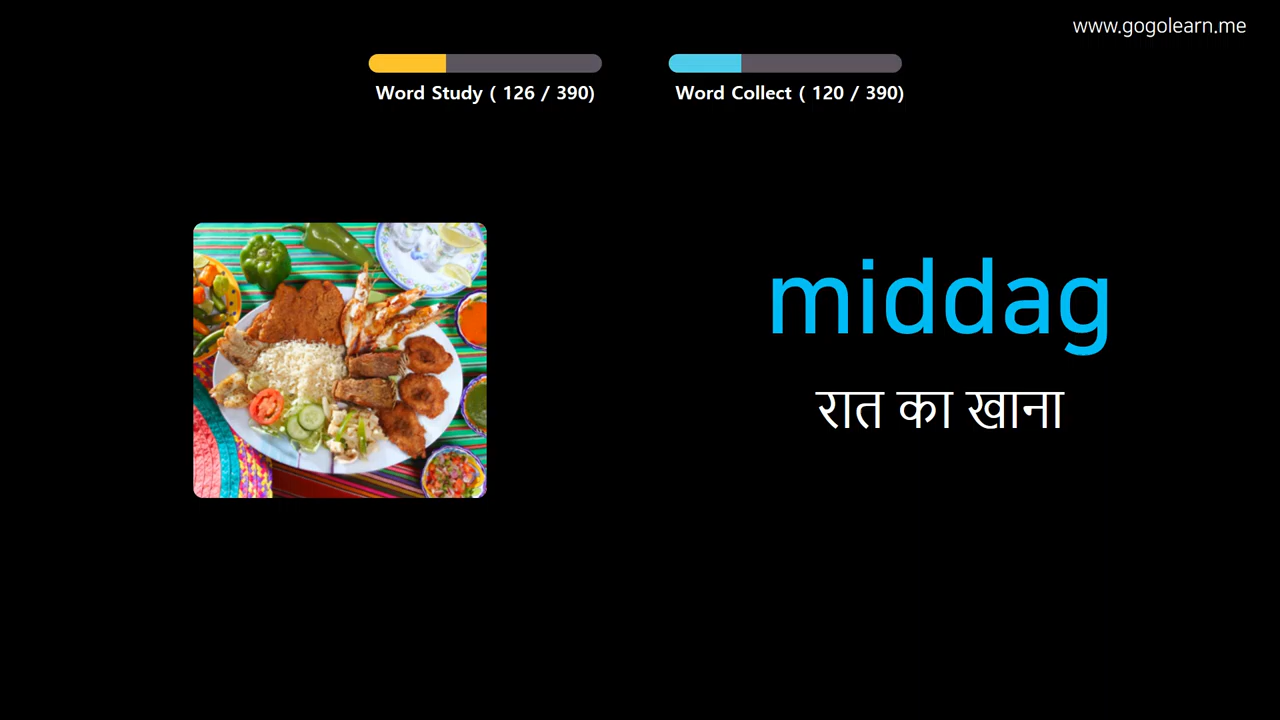 www.gogolearn.me
Word Study ( 126 / 390)
Word Collect ( 120 / 390)
middag
रात का खाना